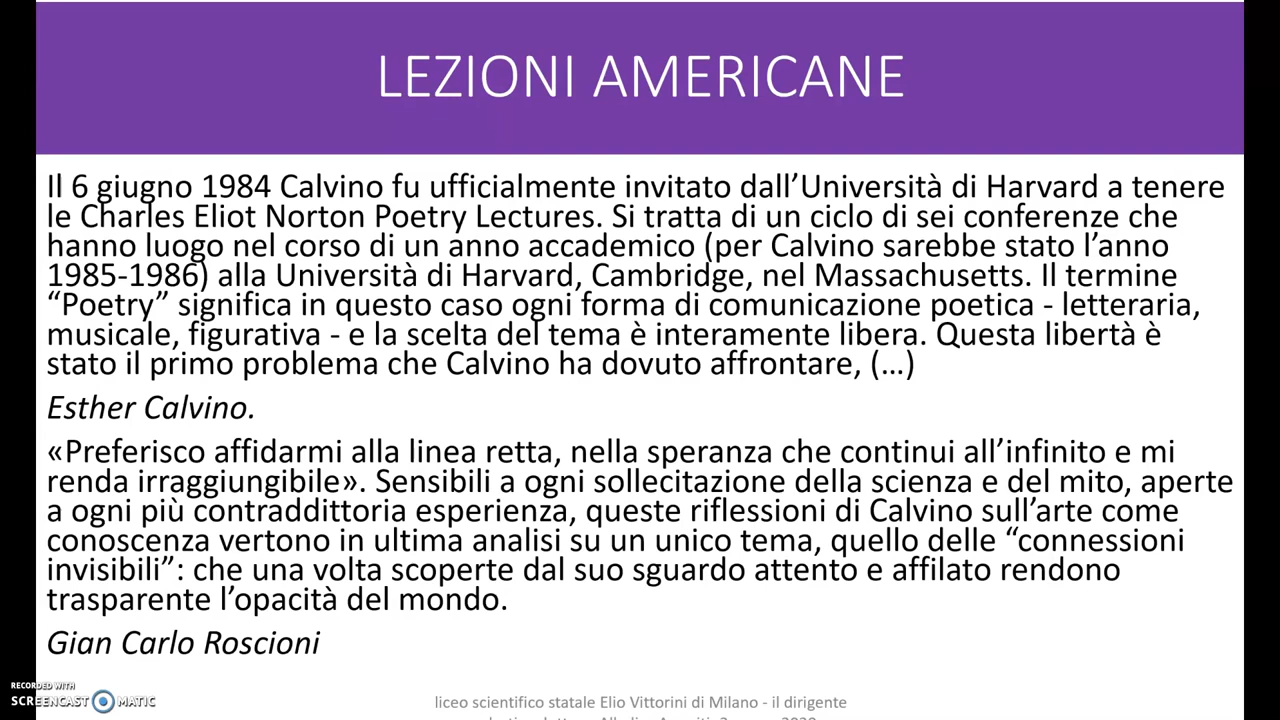 LEZIONI AMERICANE
Il 6 giugno 1984 Calvino fu ufficialmente invitato dall’Università di Harvard a tenere
le Charles Eliot Norton Poetry Lectures. Si tratta di un ciclo di sei conferenze che
hanno luogo nel corso di un anno accademico (per Calvino sarebbe stato l’anno
1985-1986) alla Università di Harvard, Cambridge, nel Massachusetts. Il termine
“Poetry” significa in questo caso ogni forma di comunicazione poetica - letteraria,
musicale, figurativa - e la scelta del tema è interamente libera. Questa libertà è
stato il primo problema che Calvino ha dovuto affrontare, (…)
Esther Calvino.
«Preferisco affidarmi alla linea retta, nella speranza che continui all’infinito e mi
renda irraggiungibile». Sensibili a ogni sollecitazione della scienza e del mito, aperte
a ogni più contraddittoria esperienza, queste riflessioni di Calvino sull’arte come
conoscenza vertono in ultima analisi su un unico tema, quello delle “connessioni
invisibili”: che una volta scoperte dal suo sguardo attento e affilato rendono
trasparente l’opacità del mondo.
Gian Carlo Roscioni
RECORDED WITH
SCREENCAST MATIC
liceo scientifico statale Elio Vittorini di Milano - il dirigente